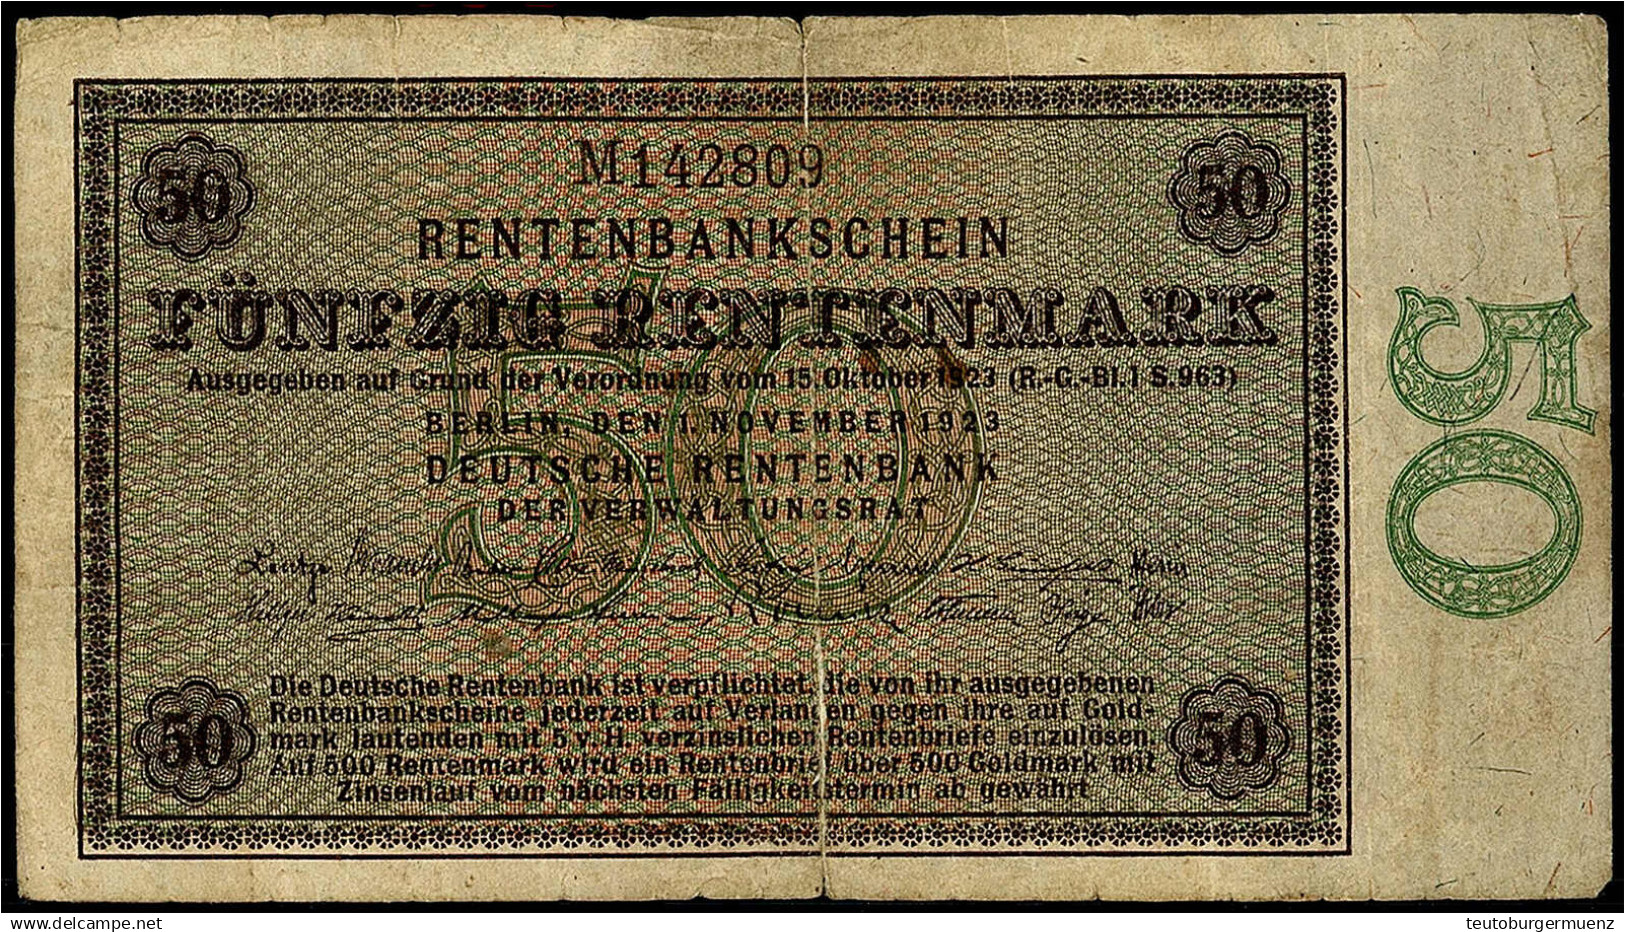 M142809
50 50
RENTENBANKSCHEIN
FÜNFZIG RENTENMARK
Ausgegeben auf Grund der Verordnung vom 15. Oktober 1923 (R.-G.-Bl. I S. 963)
BERLIN, DEN 1. NOVEMBER 1923
DEUTSCHE RENTENBANK
DER VERWALTUNGSRAT
Die Deutsche Rentenbank ist verpflichtet, die von ihr ausgegebenen
Rentenbankscheine jederzeit auf Verlangen gegen ihre auf Gold-
mark lautenden mit 5 v. H. verzinslichen Rentenbriefe einzulösen.
Auf 500 Rentenmark wird ein Rentenbrief über 500 Goldmark mit
Zinsenlauf vom nächsten Fälligkeitstermin ab gewährt
50 50
50
50
delcampe.net
teutoburgermuenz